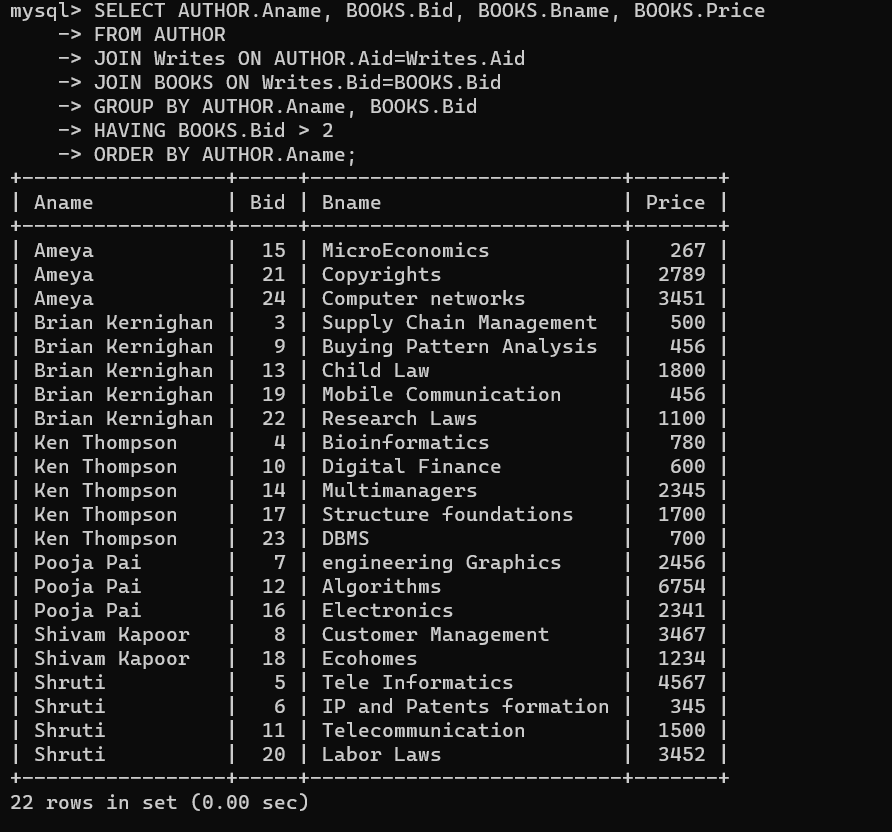 mysql> SELECT AUTHOR.Aname, BOOKS.Bid, BOOKS.Bname, BOOKS.Price
    -> FROM AUTHOR
    -> JOIN Writes ON AUTHOR.Aid=Writes.Aid
    -> JOIN BOOKS ON Writes.Bid=BOOKS.Bid
    -> GROUP BY AUTHOR.Aname, BOOKS.Bid
    -> HAVING BOOKS.Bid > 2
    -> ORDER BY AUTHOR.Aname;
+-----------------+-----+--------------------------+-------+
| Aname           | Bid | Bname                    | Price |
+-----------------+-----+--------------------------+-------+
| Ameya           |  15 | MicroEconomics           |   267 |
| Ameya           |  21 | Copyrights               |  2789 |
| Ameya           |  24 | Computer networks        |  3451 |
| Brian Kernighan |   3 | Supply Chain Management  |   500 |
| Brian Kernighan |   9 | Buying Pattern Analysis  |   456 |
| Brian Kernighan |  13 | Child Law                |  1800 |
| Brian Kernighan |  19 | Mobile Communication     |   456 |
| Brian Kernighan |  22 | Research Laws            |  1100 |
| Ken Thompson    |   4 | Bioinformatics           |   780 |
| Ken Thompson    |  10 | Digital Finance          |   600 |
| Ken Thompson    |  14 | Multimanagers            |  2345 |
| Ken Thompson    |  17 | Structure foundations    |  1700 |
| Ken Thompson    |  23 | DBMS                     |   700 |
| Pooja Pai       |   7 | engineering Graphics     |  2456 |
| Pooja Pai       |  12 | Algorithms               |  6754 |
| Pooja Pai       |  16 | Electronics              |  2341 |
| Shivam Kapoor   |   8 | Customer Management      |  3467 |
| Shivam Kapoor   |  18 | Ecohomes                 |  1234 |
| Shruti          |   5 | Tele Informatics         |  4567 |
| Shruti          |   6 | IP and Patents formation |   345 |
| Shruti          |  11 | Telecommunication        |  1500 |
| Shruti          |  20 | Labor Laws               |  3452 |
+-----------------+-----+--------------------------+-------+
22 rows in set (0.00 sec)